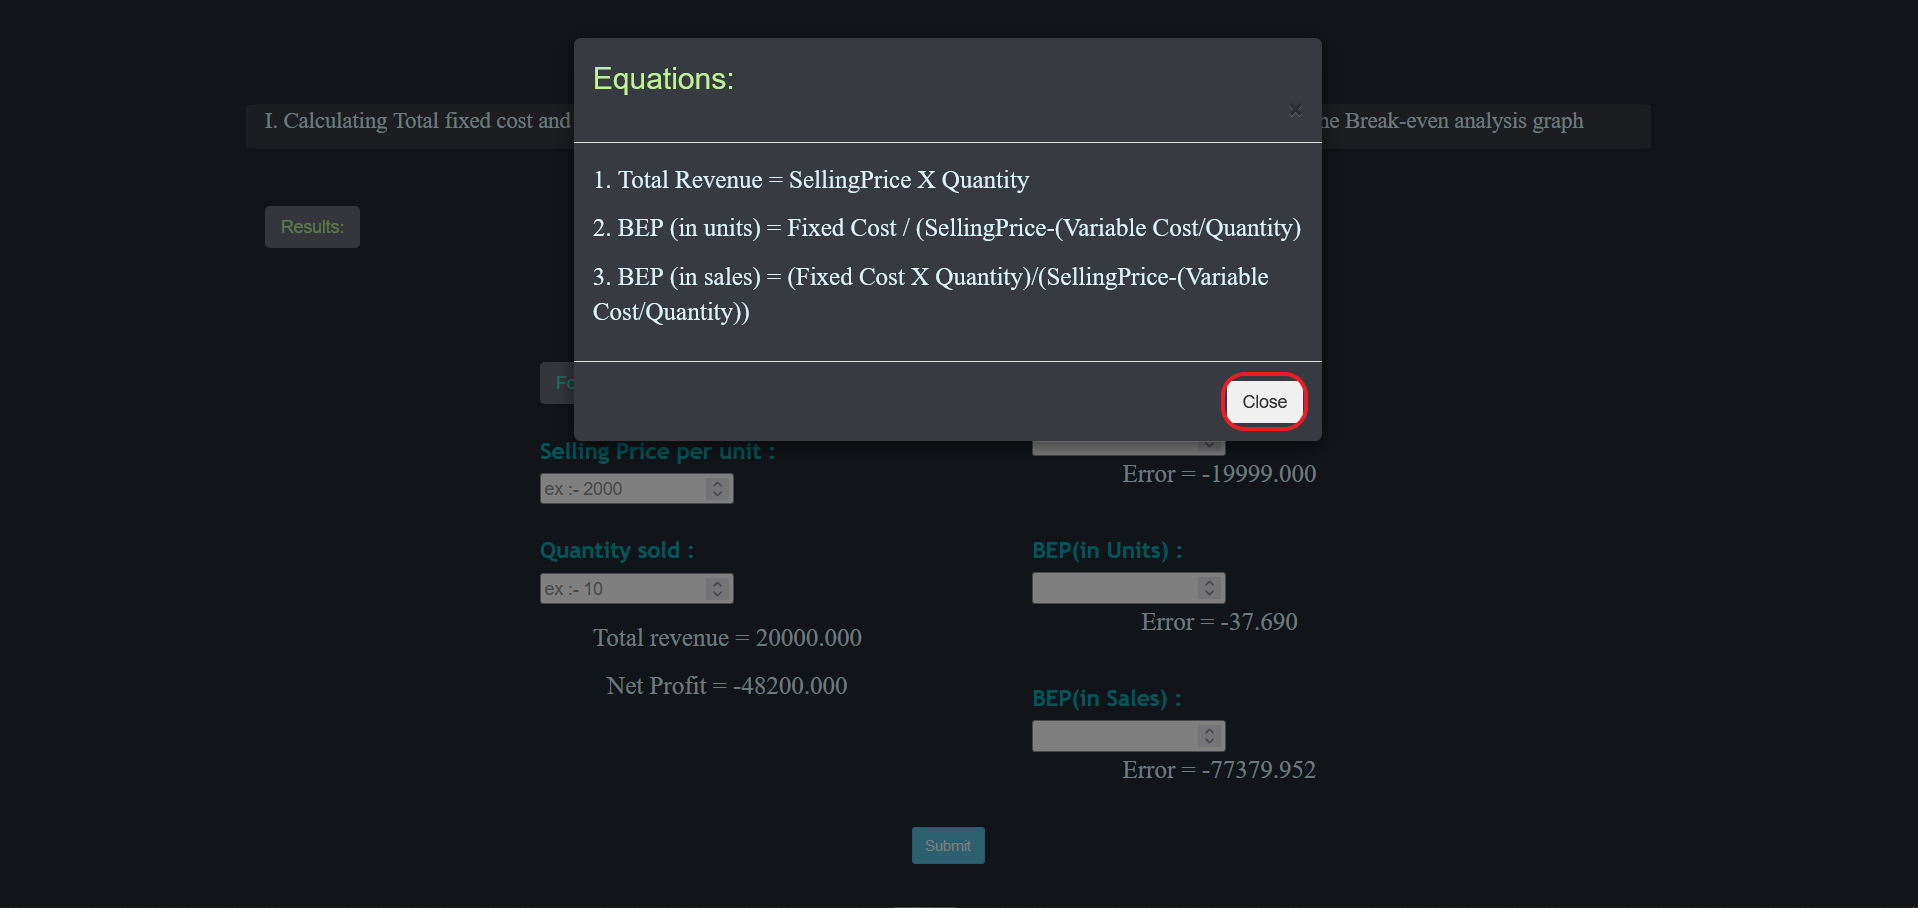 Equations:
×
I. Calculating Total fixed cost and
he Break-even analysis graph
1. Total Revenue = SellingPrice X Quantity
Results:
2. BEP (in units) = Fixed Cost / (SellingPrice-(Variable Cost/Quantity)
3. BEP (in sales) = (Fixed Cost X Quantity)/(SellingPrice-(Variable
Cost/Quantity))
Fo
Close
Selling Price per unit :
ex :- 2000
Error = -19999.000
Quantity sold :
ex :- 10
Total revenue = 20000.000
Net Profit = -48200.000
BEP(in Units) :
Error = -37.690
BEP(in Sales) :
Error = -77379.952
Submit